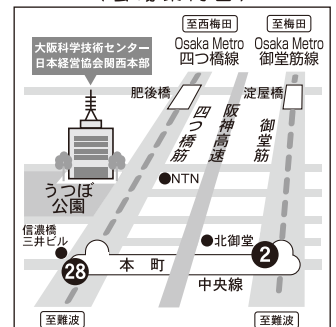 至西梅田
至梅田
Osaka Metro
四つ橋線
Osaka Metro
御堂筋線
大阪科学技術センター
日本経営協会関西本部
肥後橋
淀屋橋
四つ橋筋
阪神高速
御堂筋
NTN
うつぼ
公園
信濃橋
三井ビル
北御堂
28
2
本町
中央線
至難波
至難波